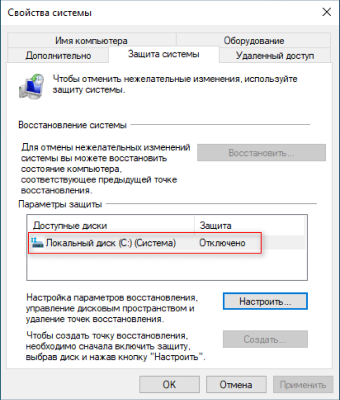 Свойства системы
Имя компьютера
Оборудование
Дополнительно
Защита системы
Удаленный доступ
Чтобы отменить нежелательные изменения, используйте
защиту системы.
Восстановление системы
Для отмены нежелательных изменений
системы вы можете восстановить
состояние компьютера,
соответствующее предыдущей точке
восстановления.
Восстановить...
Параметры защиты
Доступные диски
Защита
Локальный диск (C:) (Система)
Отключено
Настройка параметров восстановления,
управление дисковым пространством и
удаление точек восстановления.
Настроить...
Чтобы создать точку восстановления,
необходимо сначала включить защиту,
выбрав диск и нажав кнопку "Настроить".
Создать...
ОК
Отмена
Применить